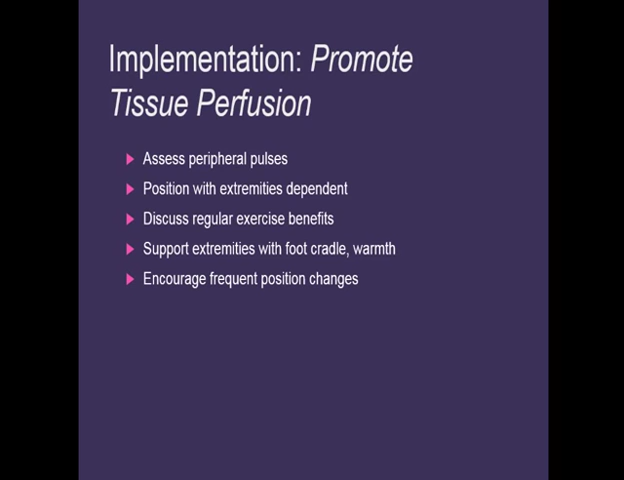 Implementation: Promote
Tissue Perfusion
Assess peripheral pulses
Position with extremities dependent
Discuss regular exercise benefits
Support extremities with foot cradle, warmth
Encourage frequent position changes